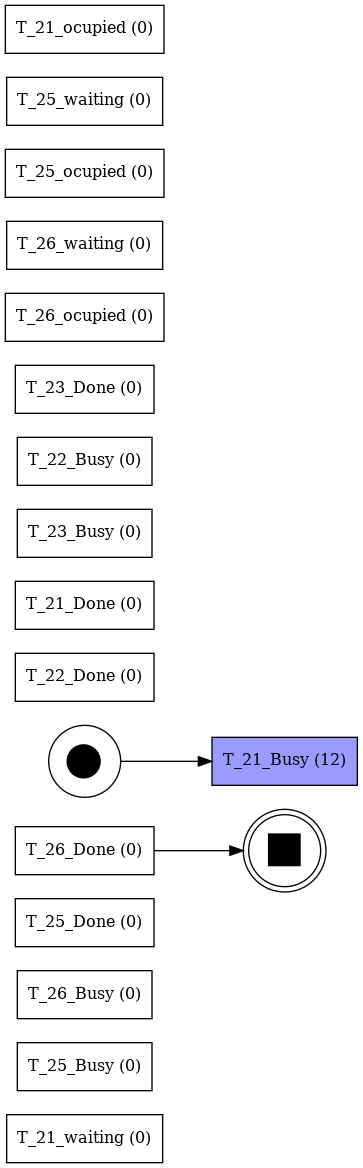 T_21_ocupied (0)
T_25_waiting (0)
T_25_ocupied (0)
T_26_waiting (0)
T_26_ocupied (0)
T_23_Done (0)
T_22_Busy (0)
T_23_Busy (0)
T_21_Done (0)
T_22_Done (0)
T_21_Busy (12)
T_26_Done (0)
T_25_Done (0)
T_26_Busy (0)
T_25_Busy (0)
T_21_waiting (0)